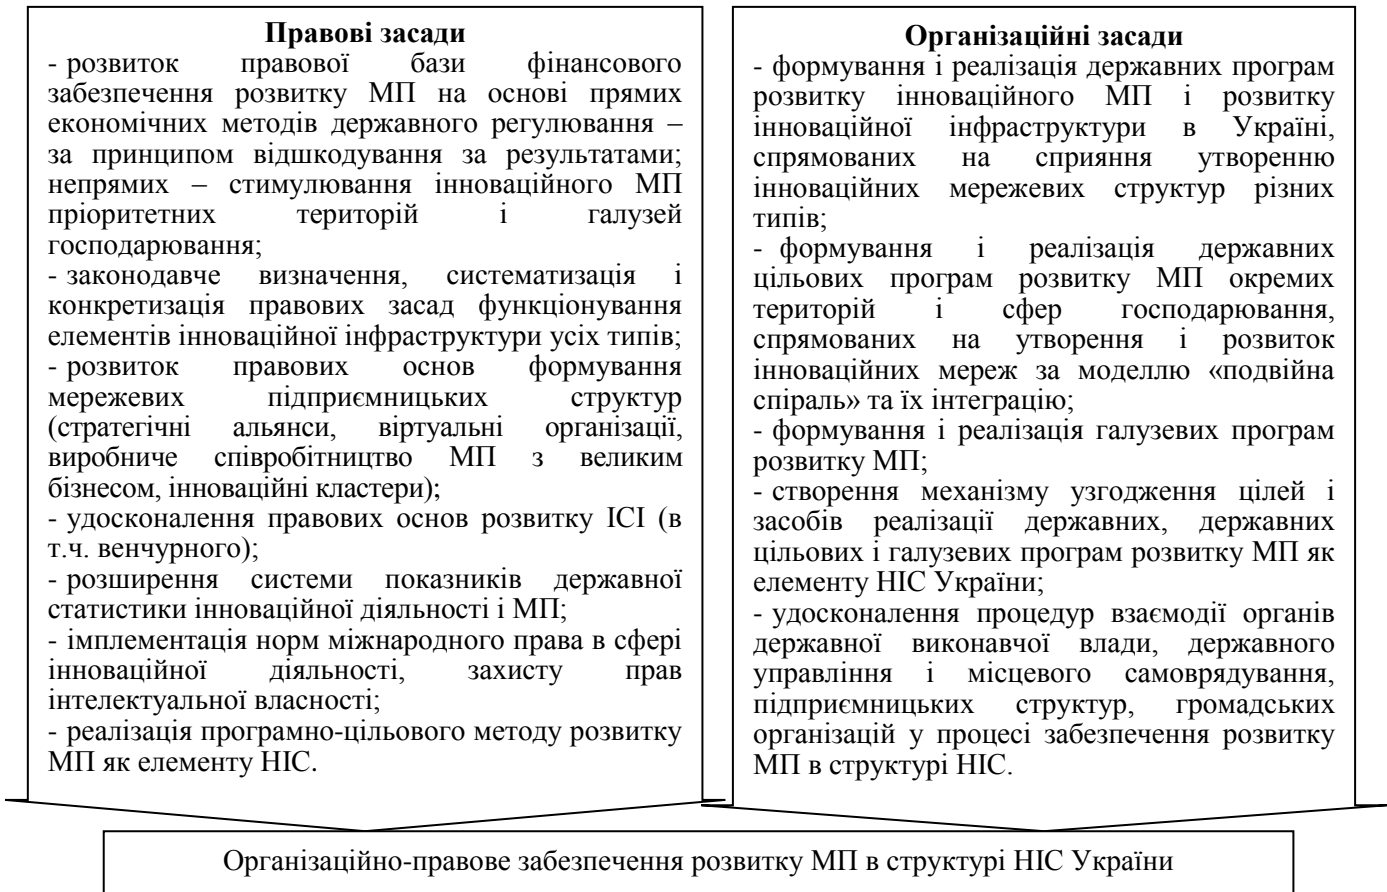 Правові засади
- розвиток правової бази фінансового
забезпечення розвитку МП на основі прямих
економічних методів державного регулювання –
за принципом відшкодування за результатами;
непрямих – стимулювання інноваційного МП
пріоритетних територій і галузей
господарювання;
- законодавче визначення, систематизація і
конкретизація правових засад функціонування
елементів інноваційної інфраструктури усіх типів;
- розвиток правових основ формування
мережевих підприємницьких структур
(стратегічні альянси, віртуальні організації,
виробниче співробітництво МП з великим
бізнесом, інноваційні кластери);
- удосконалення правових основ розвитку ІСІ (в
т.ч. венчурного);
- розширення системи показників державної
статистики інноваційної діяльності і МП;
- імплементація норм міжнародного права в сфері
інноваційної діяльності, захисту прав
інтелектуальної власності;
- реалізація програмно-цільового методу розвитку
МП як елементу НІС.
Організаційні засади
- формування і реалізація державних програм
розвитку інноваційного МП і розвитку
інноваційної інфраструктури в Україні,
спрямованих на сприяння утворенню
інноваційних мережевих структур різних
типів;
- формування і реалізація державних
цільових програм розвитку МП окремих
територій і сфер господарювання,
спрямованих на утворення і розвиток
інноваційних мереж за моделлю «подвійна
спіраль» та їх інтеграцію;
- формування і реалізація галузевих програм
розвитку МП;
- створення механізму узгодження цілей і
засобів реалізації державних, державних
цільових і галузевих програм розвитку МП як
елементу НІС України;
- удосконалення процедур взаємодії органів
державної виконавчої влади, державного
управління і місцевого самоврядування,
підприємницьких структур, громадських
організацій у процесі забезпечення розвитку
МП в структурі НІС.
Організаційно-правове забезпечення розвитку МП в структурі НІС України